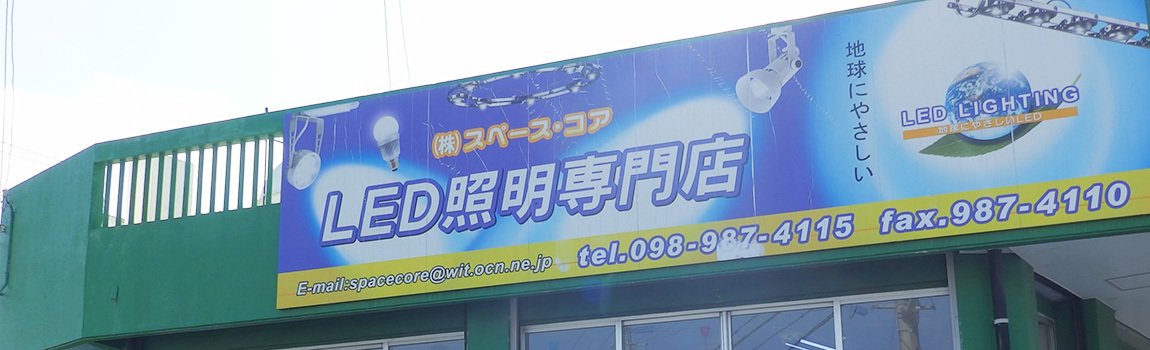 (株)スペース・コア
LED照明専門店
地球にやさしい
LED LIGHTING
地球にやさしいLED
E-mail:spacecore@wit.ocn.ne.jp tel.098-987-4115 fax.987-4110